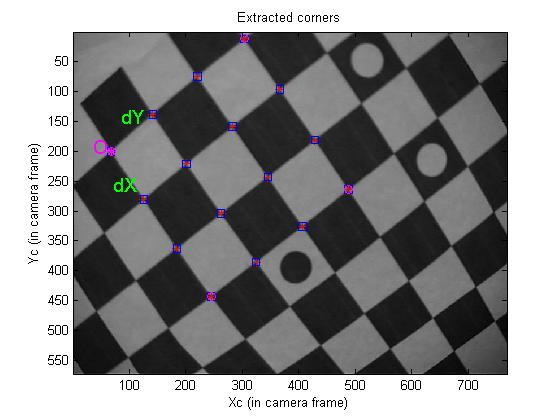 Extracted corners
50
100
150
200
250
300
350
400
450
500
550
Yc (in camera frame)
dY
O
dX
100 200 300 400 500 600 700
Xc (in camera frame)